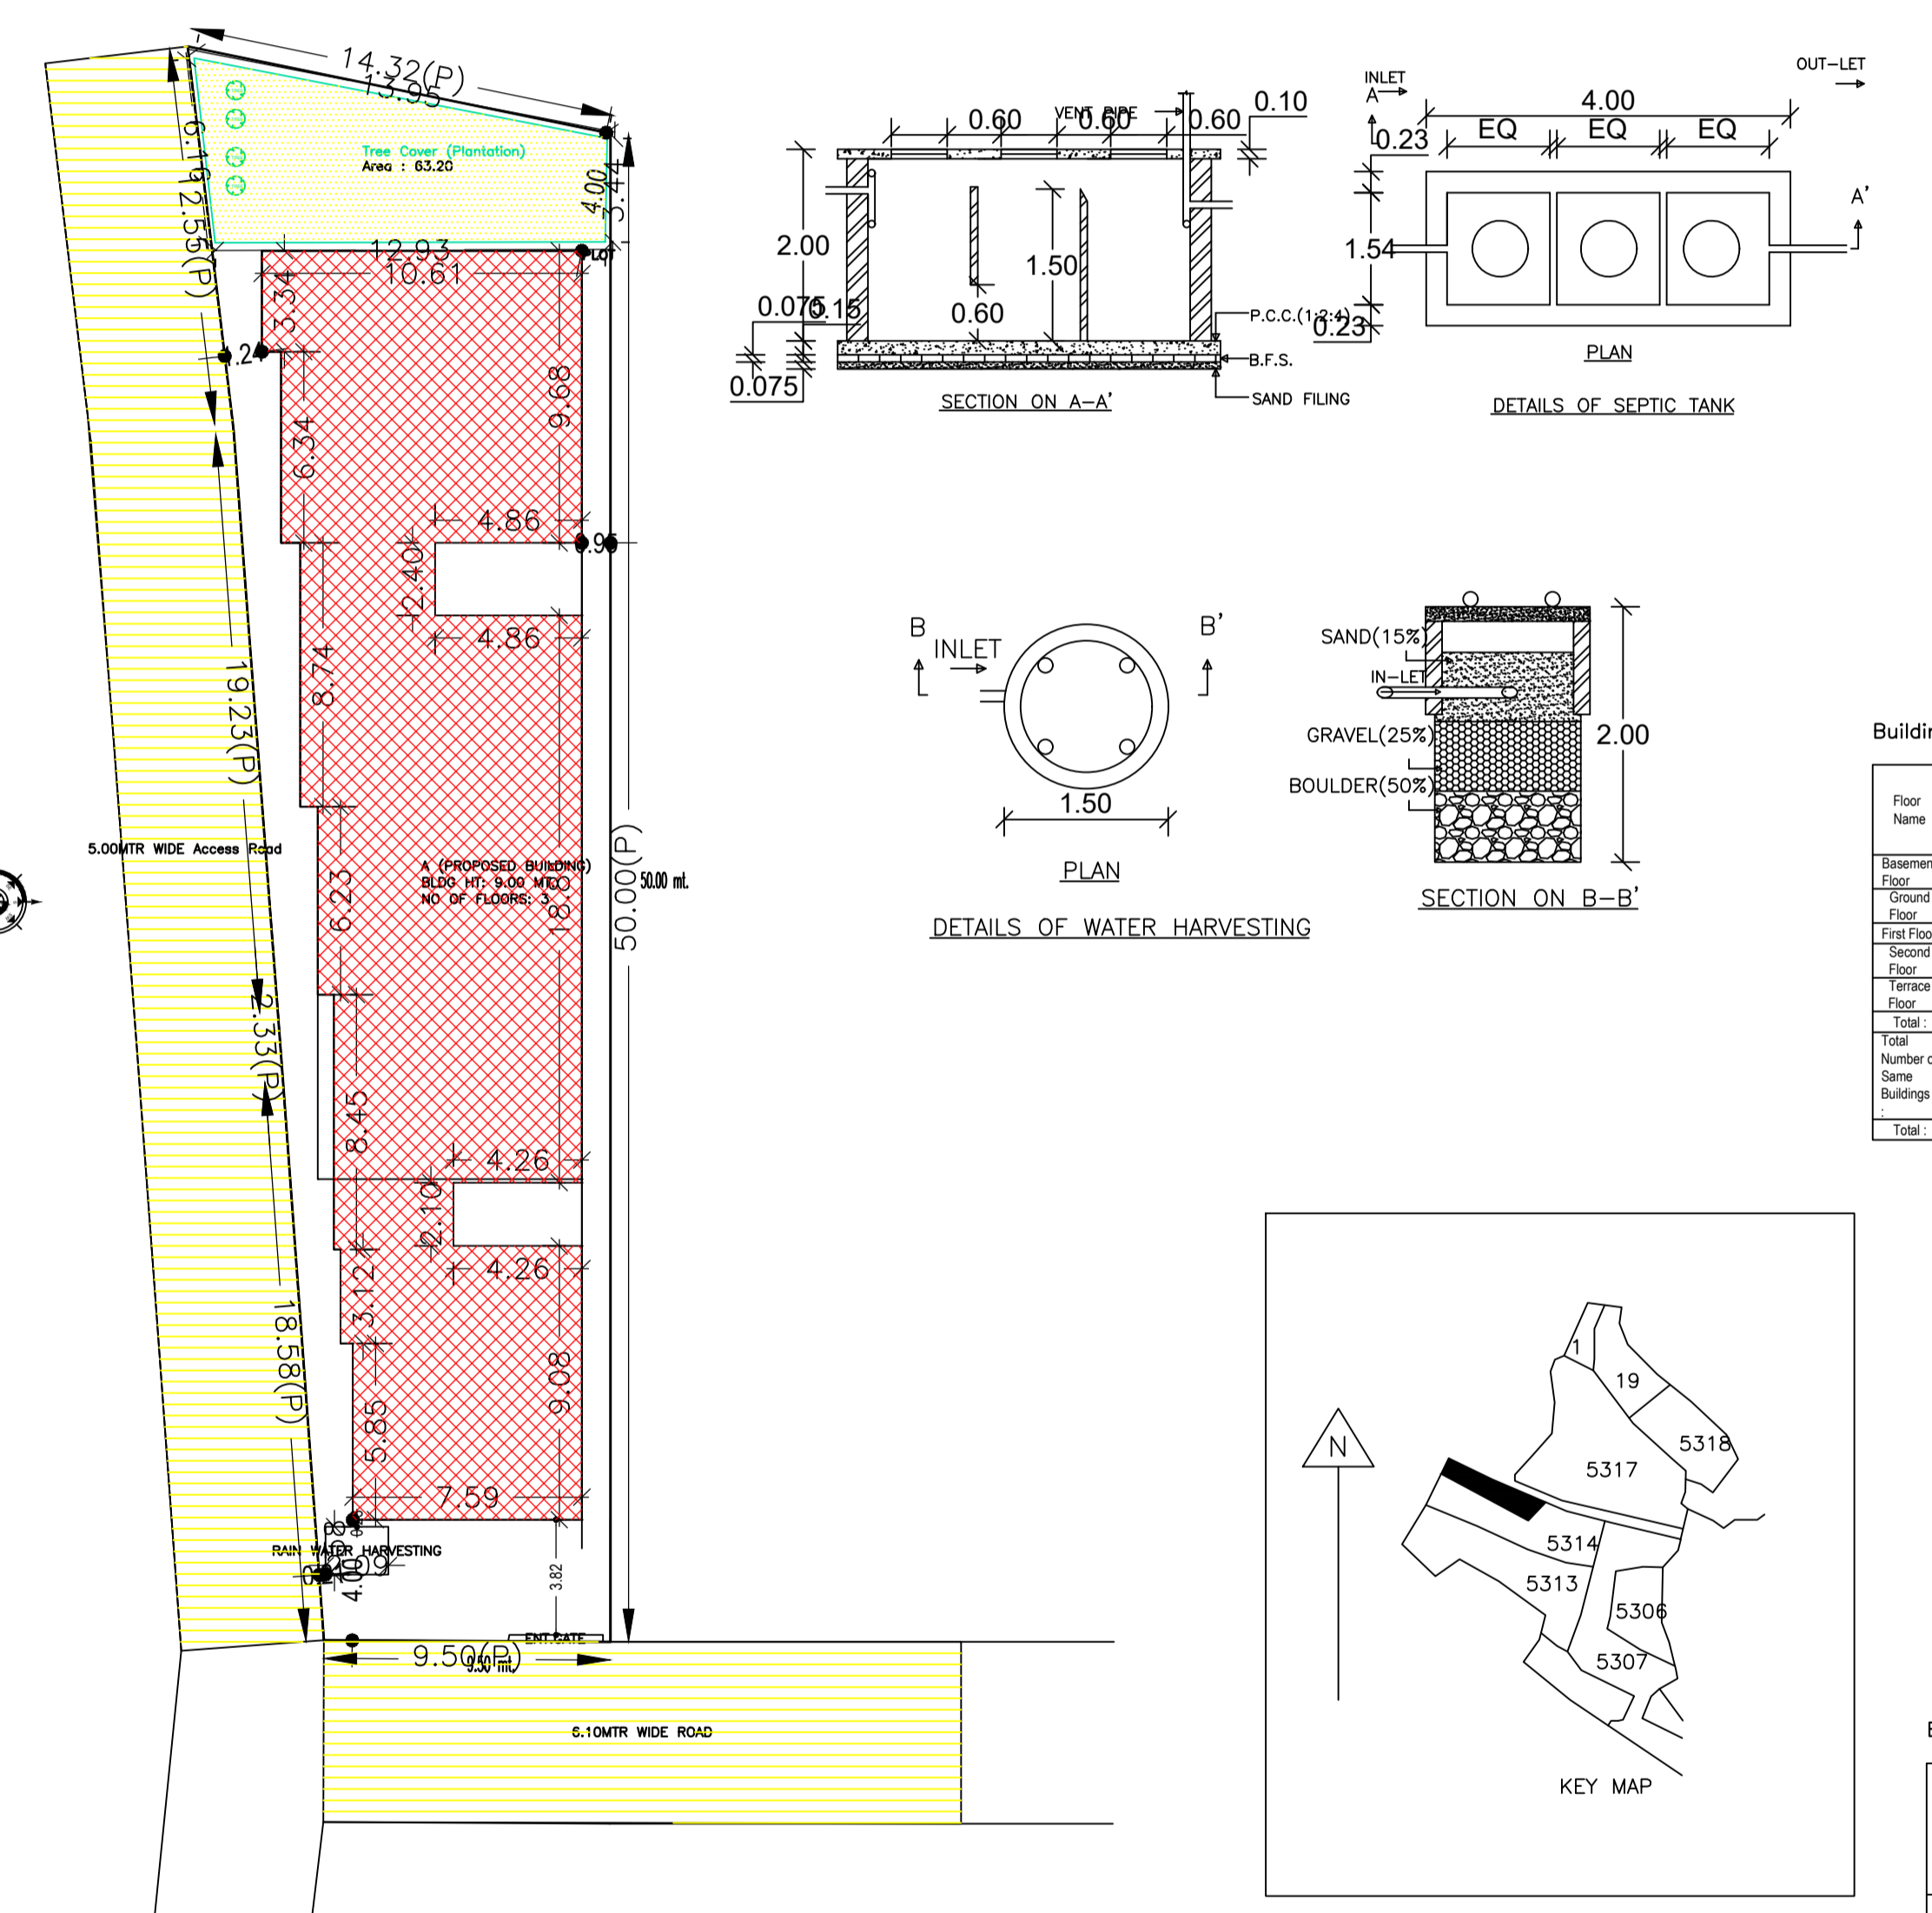 14.32(P)
13.95
Tree Cover (Plantation)
Area : 63.20
6.19
12.55(P)
4.00
3.44
12.93
10.61
PLOT
3.34
6.34
9.68
4.86
2.40
4.86
8.74
19.23(P)
5.00MTR WIDE Access Road
A (PROPOSED BUILDING)
BLDG HT: 9.00 MT.
NO OF FLOORS: 3
50.00(P)
50.00 mt.
6.23
2.33(P)
8.45
4.26
2.10
4.26
3.12
18.58(P)
5.85
9.08
7.59
RAIN WATER HARVESTING
4.00
3.82
ENT.GATE
9.50(P)
9.50 mt.
6.10MTR WIDE ROAD
VENT PIPE
0.60
0.60
0.60
0.10
2.00
1.50
0.60
0.075
0.15
0.075
P.C.C.(1:2:4)
B.F.S.
SAND FILING
SECTION ON A-A'
INLET
A
OUT-LET
4.00
EQ
EQ
EQ
0.23
1.54
0.23
A'
PLAN
DETAILS OF SEPTIC TANK
B
INLET
B'
1.50
PLAN
DETAILS OF WATER HARVESTING
SAND(15%)
IN-LET
GRAVEL(25%)
BOULDER(50%)
2.00
SECTION ON B-B'
Floor
Name
Floor
Ground
Floor
Second
Floor
Terrace
Floor
Total :
Total
Same
Buildings
:
Total :
1
19
5318
5317
5314
5313
5306
5307
N
KEY MAP